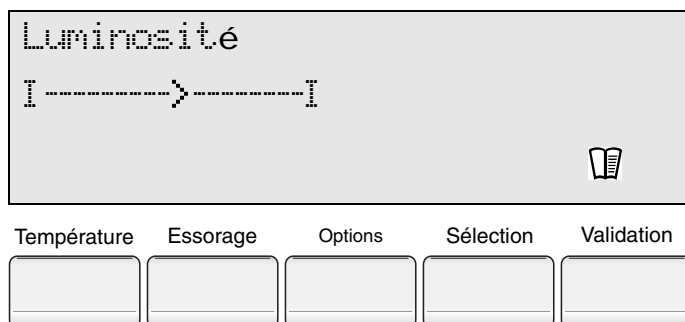 Luminosité
I-------->-------I
Température Essorage Options Sélection Validation